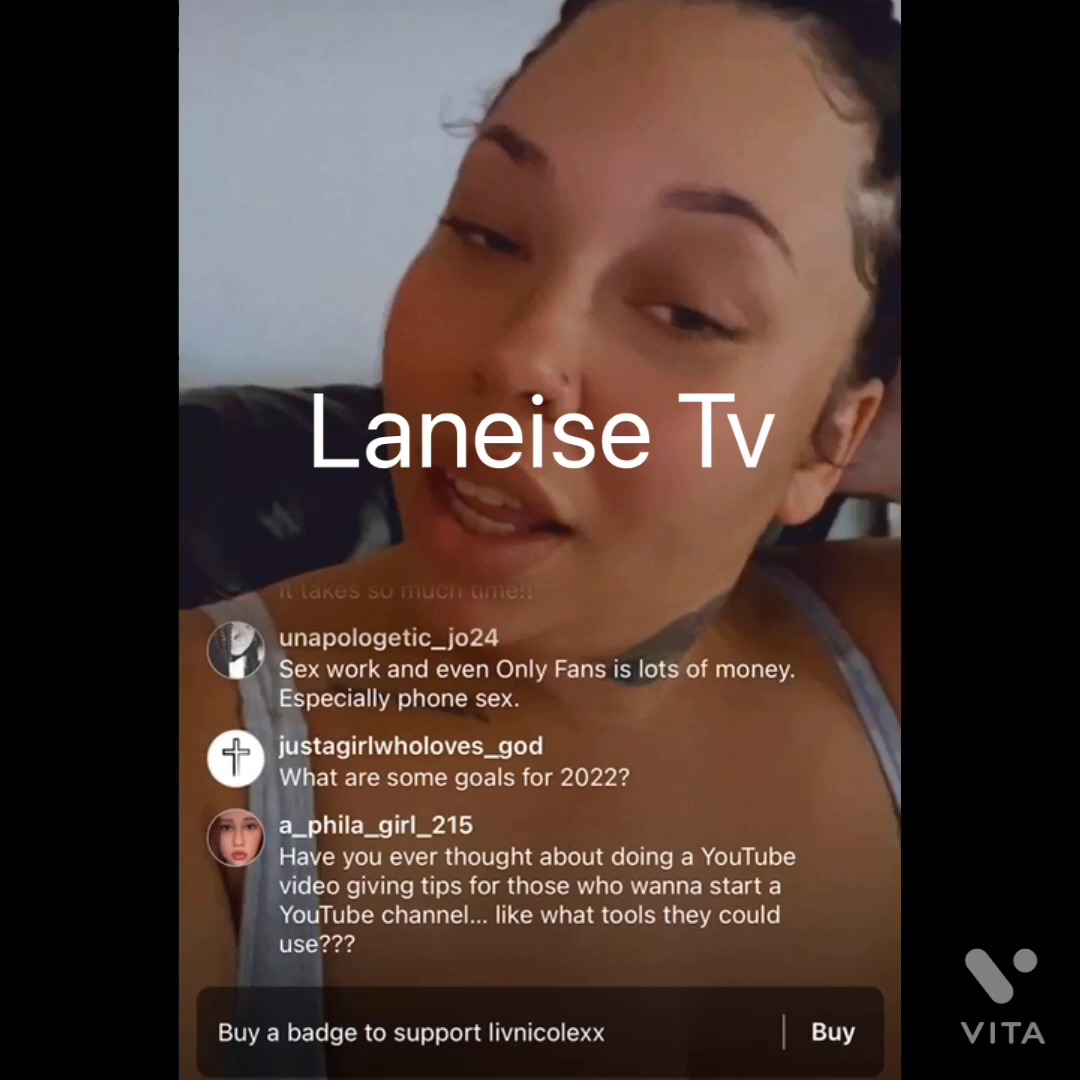 Laneise Tv
It takes so much time!!
unapologetic_jo24
Sex work and even Only Fans is lots of money.
Especially phone sex.
justagirlwholoves_god
What are some goals for 2022?
a_phila_girl_215
Have you ever thought about doing a YouTube
video giving tips for those who wanna start a
YouTube channel... like what tools they could
use???
Buy a badge to support livnicolexx
Buy
VITA